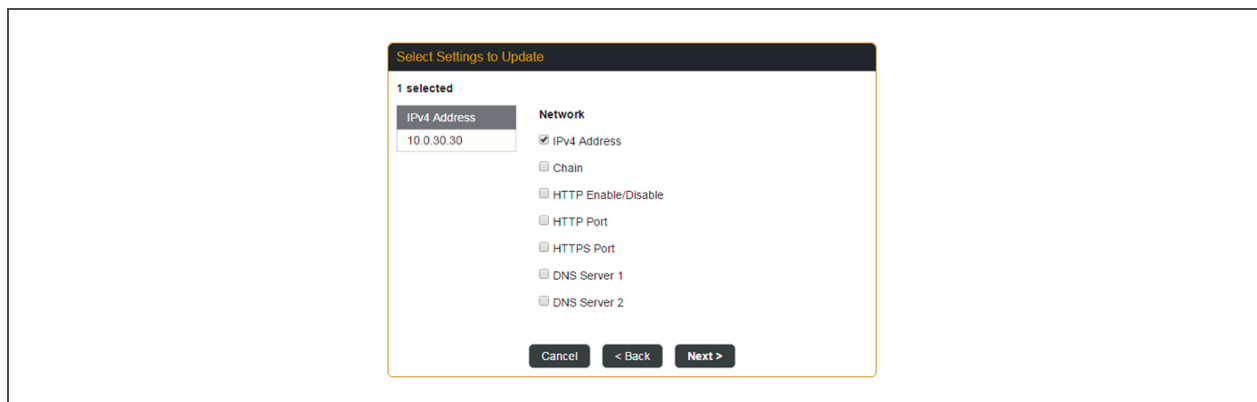 Select Settings to Update
1 selected
IPv4 Address
10.0.30.30
Network
IPv4 Address
Chain
HTTP Enable/Disable
HTTP Port
HTTPS Port
DNS Server 1
DNS Server 2
Cancel
< Back
Next >